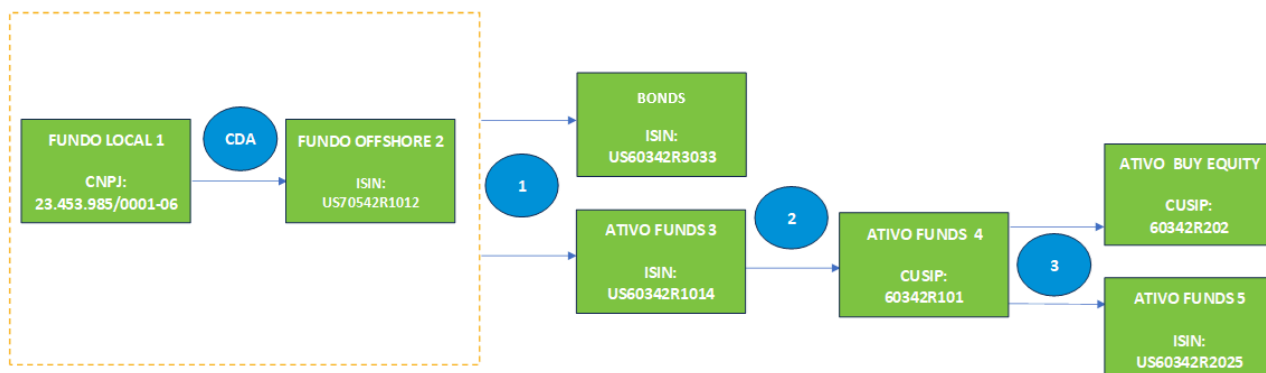 FUNDO LOCAL 1
CNPJ:
23.453.985/0001-06
CDA
FUNDO OFFSHORE 2
ISIN:
US70542R1012
1
BONDS
ISIN:
US60342R3033
ATIVO FUNDS 3
ISIN:
US60342R1014
2
ATIVO FUNDS 4
CUSIP:
60342R101
3
ATIVO BUY EQUITY
CUSIP:
60342R202
ATIVO FUNDS 5
ISIN:
US60342R2025